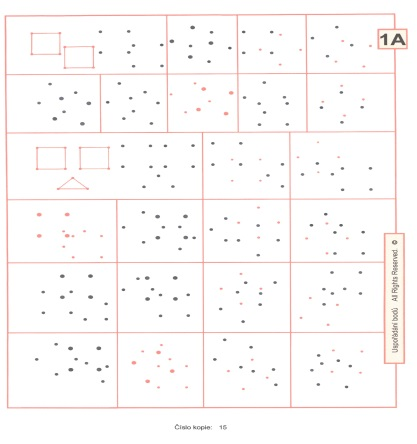 1A
Uspořádání bodů All Rights Reserved ©
Číslo kopie: 15